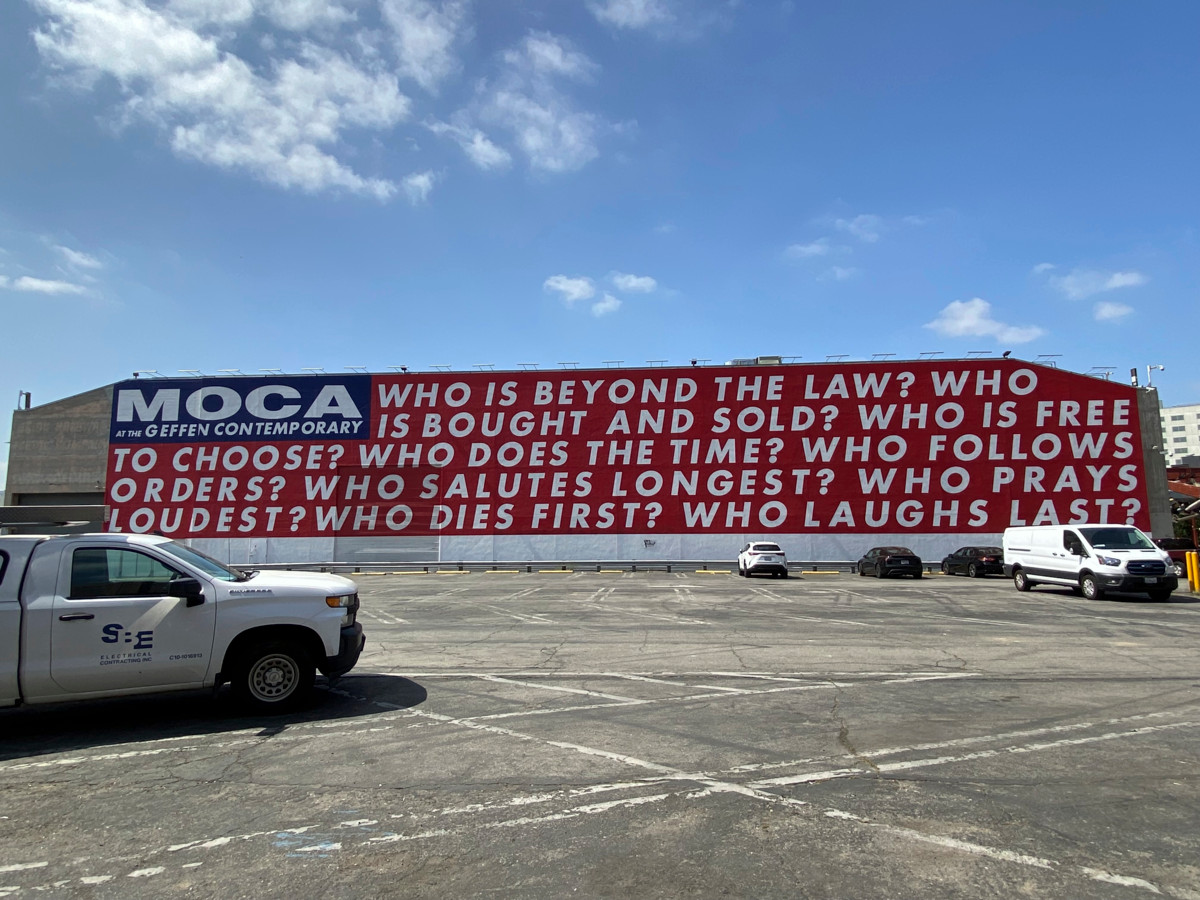 MOCA
AT THE GEFFEN CONTEMPORARY
WHO IS BEYOND THE LAW? WHO
IS BOUGHT AND SOLD? WHO IS FREE
TO CHOOSE? WHO DOES THE TIME? WHO FOLLOWS
ORDERS? WHO SALUTES LONGEST? WHO PRAYS
LOUDEST? WHO DIES FIRST? WHO LAUGHS LAST?
SBE
ELECTRICAL
CONTRACTING INC